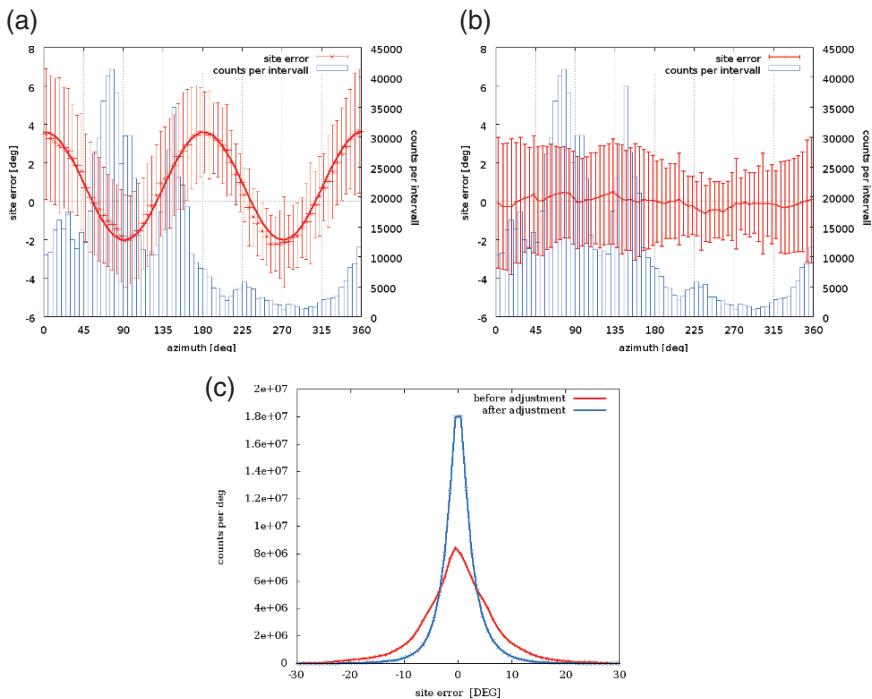 (a)
site error
counts per intervall
8
6
4
2
0
-2
-4
-6
site error [deg]
0 45 90 135 180 225 270 315 360
azimuth [deg]
45000
40000
35000
30000
25000
20000
15000
10000
5000
0
counts per intervall
(b)
site error
counts per intervall
8
6
4
2
0
-2
-4
-6
site error [deg]
0 45 90 135 180 225 270 315 360
azimuth [deg]
45000
40000
35000
30000
25000
20000
15000
10000
5000
0
counts per intervall
(c)
before adjustment
after adjustment
2e+07
1.8e+07
1.6e+07
1.4e+07
1.2e+07
1e+07
8e+06
6e+06
4e+06
2e+06
0
counts per deg
-30 -20 -10 0 10 20 30
site error [DEG]